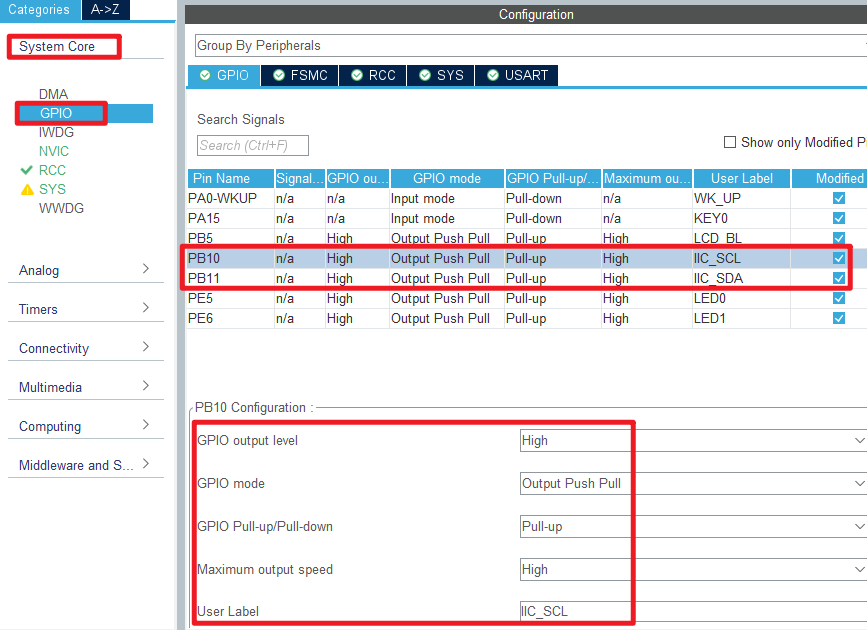 Categories A->Z
Configuration
System Core
Group By Peripherals
GPIO FSMC RCC SYS USART
DMA
GPIO
IWDG
NVIC
RCC
SYS
WWDG
Analog
Timers
Connectivity
Multimedia
Computing
Middleware and S...
Search Signals
Search (Ctrl+F)
Show only Modified P
Pin Name Signal... GPIO ou... GPIO mode GPIO Pull-up/... Maximum ou... User Label Modified
PA0-WKUP n/a n/a Input mode Pull-down n/a WK_UP
PA15 n/a n/a Input mode Pull-down n/a KEY0
PB5 n/a High Output Push Pull Pull-up High LCD_BL
PB10 n/a High Output Push Pull Pull-up High IIC_SCL
PB11 n/a High Output Push Pull Pull-up High IIC_SDA
PE5 n/a High Output Push Pull Pull-up High LED0
PE6 n/a High Output Push Pull Pull-up High LED1
PB10 Configuration :
GPIO output level High
GPIO mode Output Push Pull
GPIO Pull-up/Pull-down Pull-up
Maximum output speed High
User Label IIC_SCL